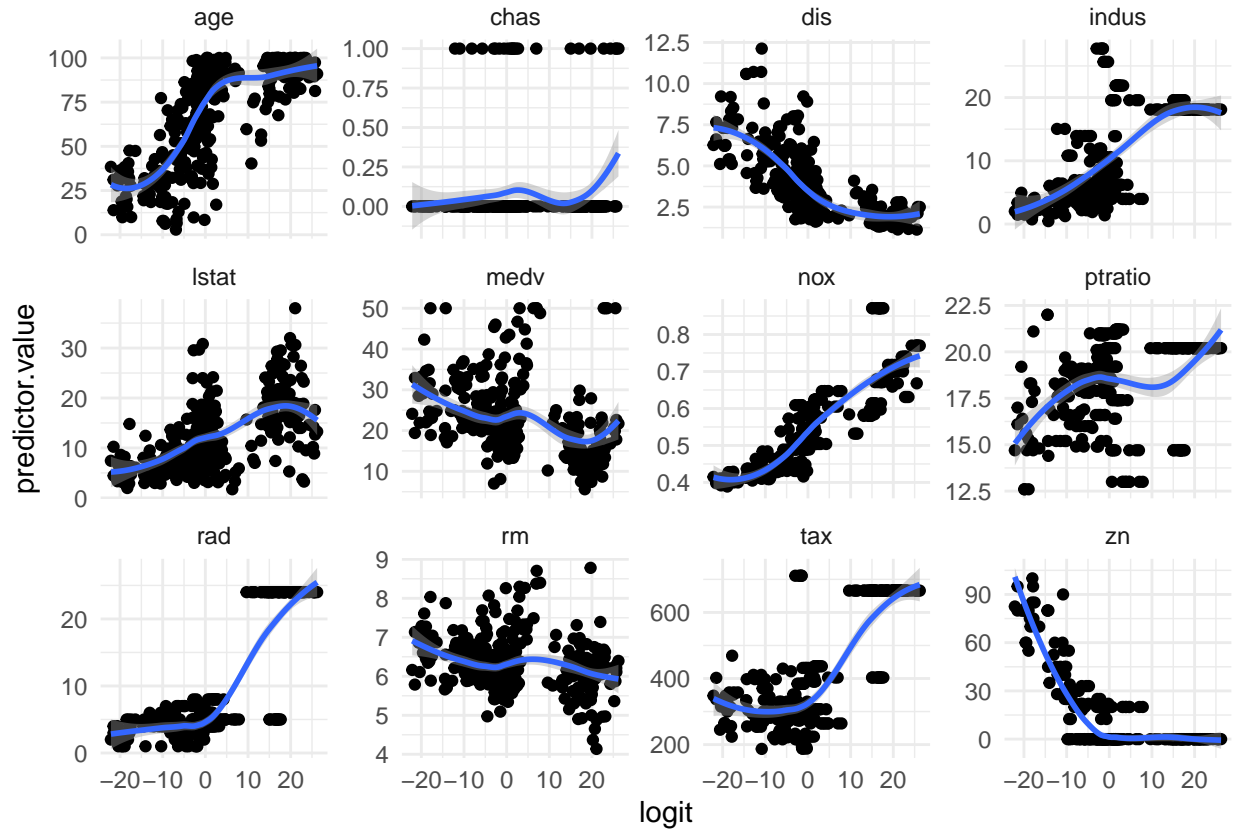 age chas dis indus
100 75 50 25 0
1.00 0.75 0.50 0.25 0.00
12.5 10.0 7.5 5.0 2.5
20 10 0
lstat medv nox ptratio
30 20 10 0
50 40 30 20 10
0.8 0.7 0.6 0.5 0.4
22.5 20.0 17.5 15.0 12.5
rad rm tax zn
20 10 0
9 8 7 6 5 4
600 400 200
90 60 30 0
−20 −10 0 10 20 −20 −10 0 10 20 −20 −10 0 10 20 −20 −10 0 10 20
logit
predictor.value